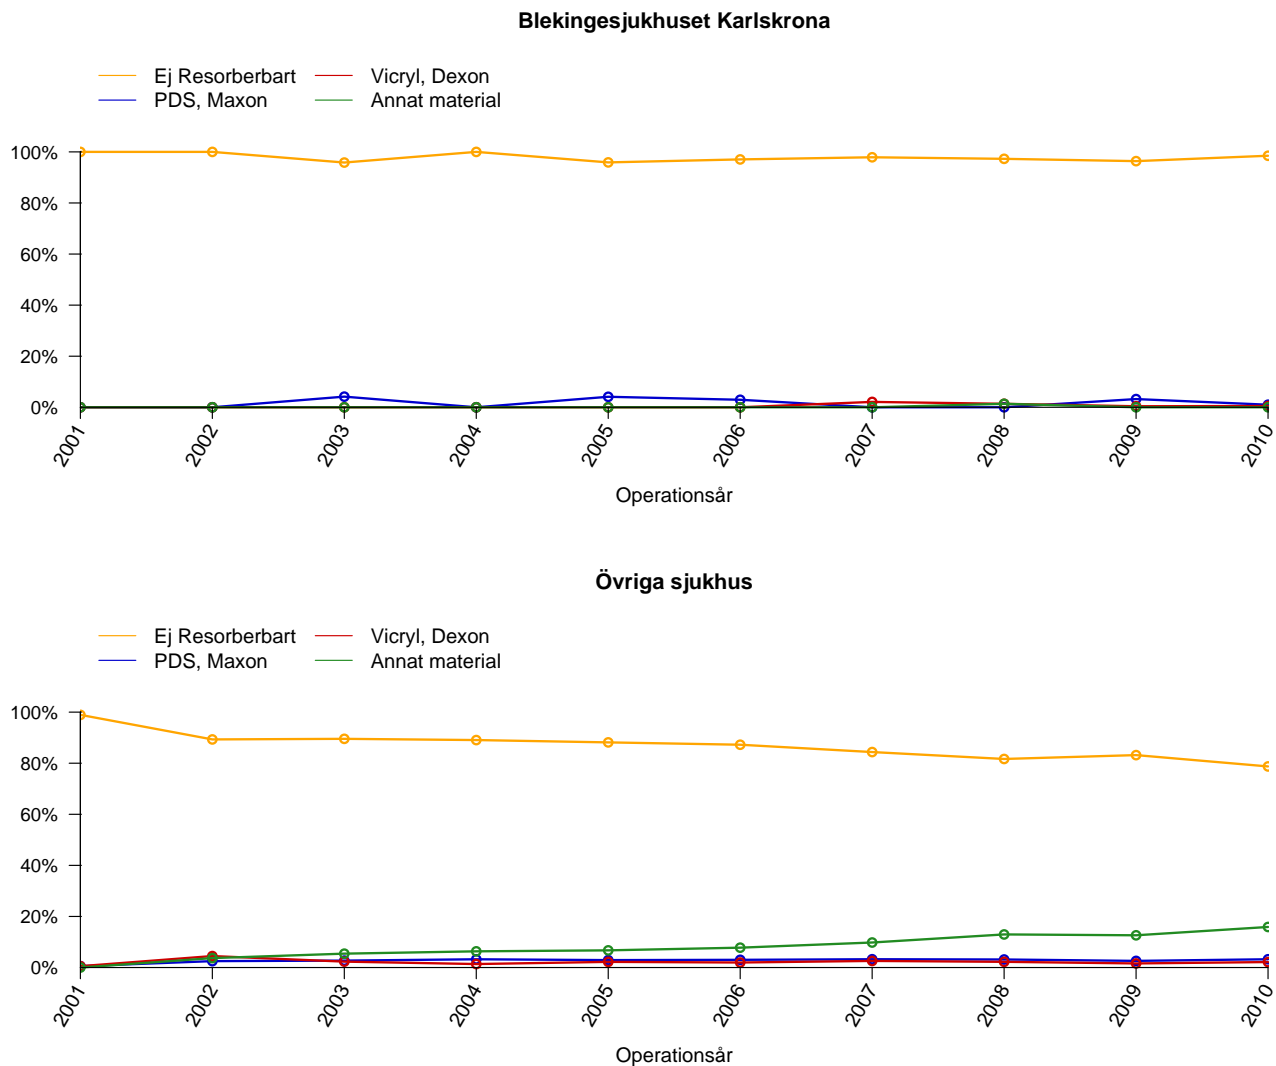 Blekingesjukhuset Karlskrona
Ej Resorberbart Vicryl, Dexon
PDS, Maxon Annat material
100%
80%
60%
40%
20%
0%
2001 2002 2003 2004 2005 2006 2007 2008 2009 2010
Operationsår
Övriga sjukhus
Ej Resorberbart Vicryl, Dexon
PDS, Maxon Annat material
100%
80%
60%
40%
20%
0%
2001 2002 2003 2004 2005 2006 2007 2008 2009 2010
Operationsår